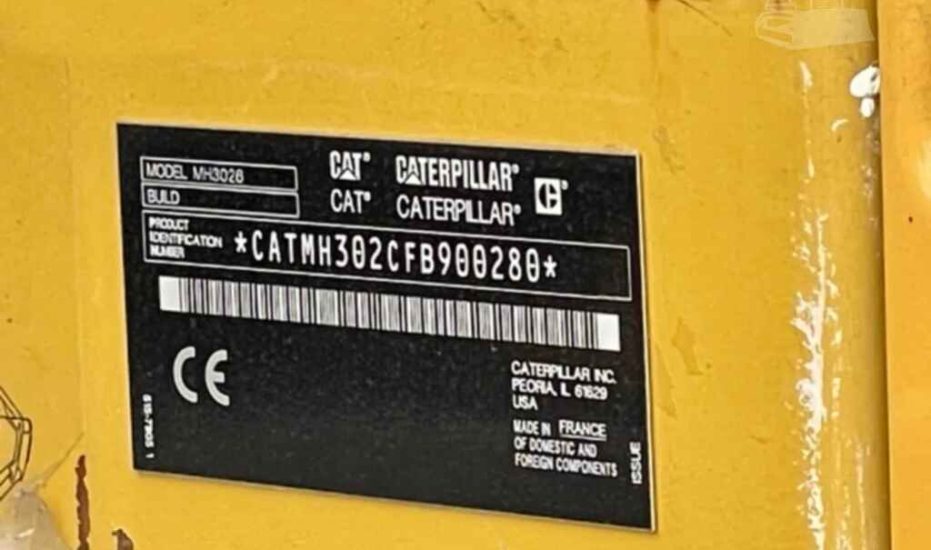 MODEL MH3026
BUILD
CAT® CATERPILLAR®
CAT® CATERPILLAR®
PRODUCT
IDENTIFICATION
NUMBER
*CATMH302CFB900280*
CE
CATERPILLAR INC.
PEORIA, IL 61629
USA
MADE IN FRANCE
OF DOMESTIC AND
FOREIGN COMPONENTS
ISSUE